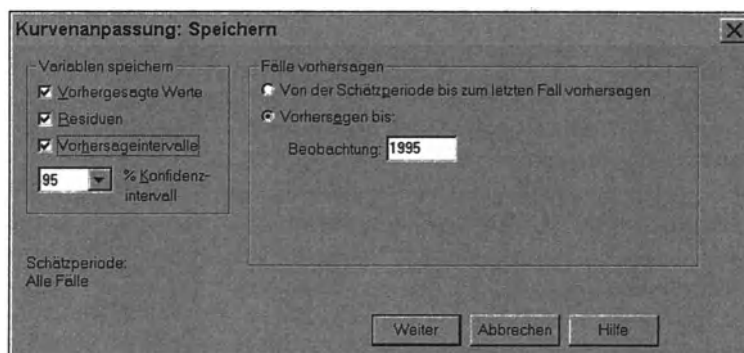 Kurvenanpassung: Speichern
Variablen speichern
Vorhergesagte Werte
Residuen
Vorhersageintervalle
95
% Konfidenz-
intervall
Fälle vorhersagen
Von der Schätzperiode bis zum letzten Fall vorhersagen
Vorhersagen bis:
Beobachtung: 1995
Schätzperiode:
Alle Fälle
Weiter
Abbrechen
Hilfe